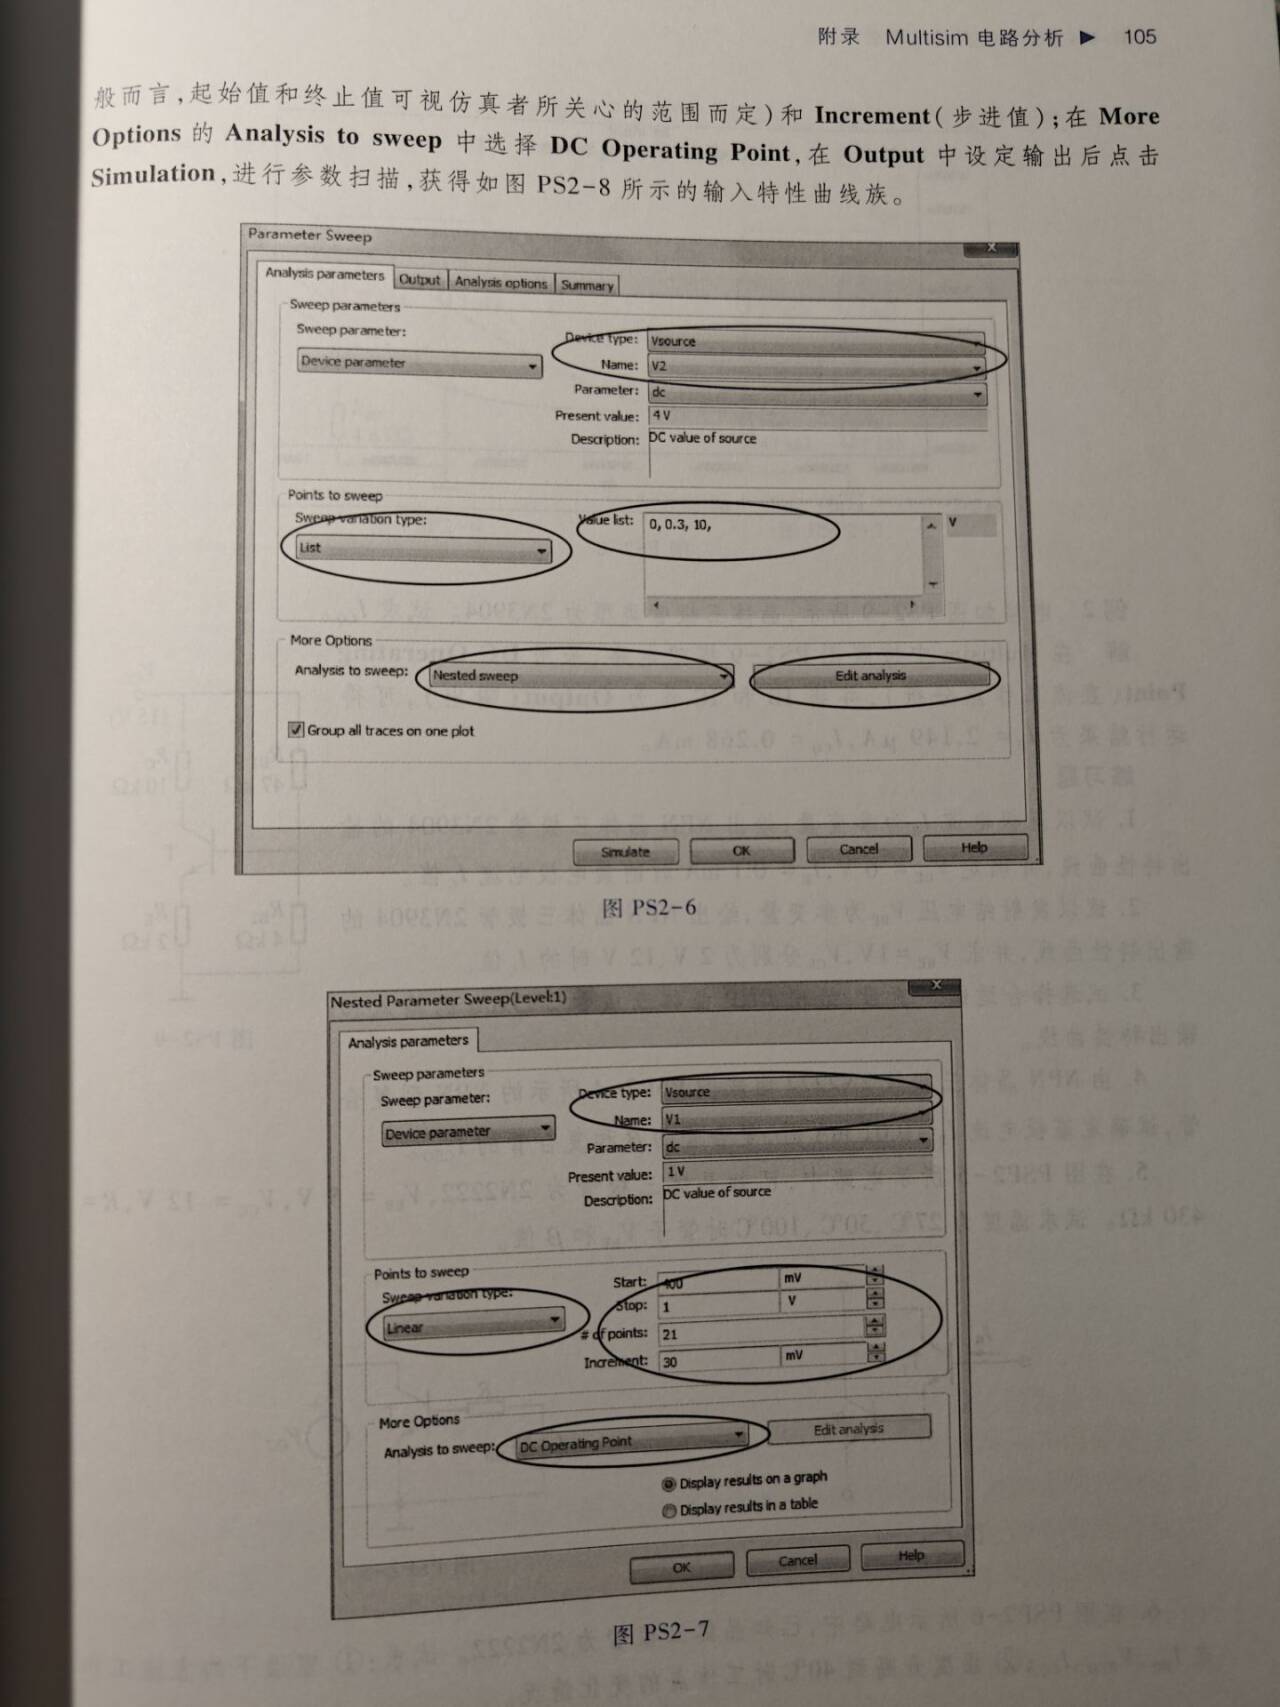 附录 Multisim 电路分析 ▶ 105
般而言,起始值和终止值可视仿真者所关心的范围而定)和 Increment(步进值);在 More
Options 的 Analysis to sweep 中选择 DC Operating Point,在 Output 中设定输出后点击
Simulation,进行参数扫描,获得如图 PS2-8 所示的输入特性曲线族。
Parameter Sweep
x
Analysis parameters Output Analysis options Summary
Sweep parameters
Sweep parameter:
Device parameter
Device type: Vsource
Name: V2
Parameter: dc
Present value: 4 V
Description: DC value of source
Points to sweep
Sweep variation type:
List
Value list: 0, 0.3, 10, V
More Options
Analysis to sweep: Nested sweep Edit analysis
Group all traces on one plot
Simulate OK Cancel Help
图 PS2-6
Nested Parameter Sweep(Level:1)
x
Analysis parameters
Sweep parameters
Sweep parameter:
Device parameter
Device type: Vsource
Name: V1
Parameter: dc
Present value: 1 V
Description: DC value of source
Points to sweep
Sweep variation type:
Linear
Start: 400 mV
Stop: 1 V
# of points: 21
Increment: 30 mV
More Options
Analysis to sweep: DC Operating Point Edit analysis
Display results on a graph
Display results in a table
OK Cancel Help
图 PS2-7